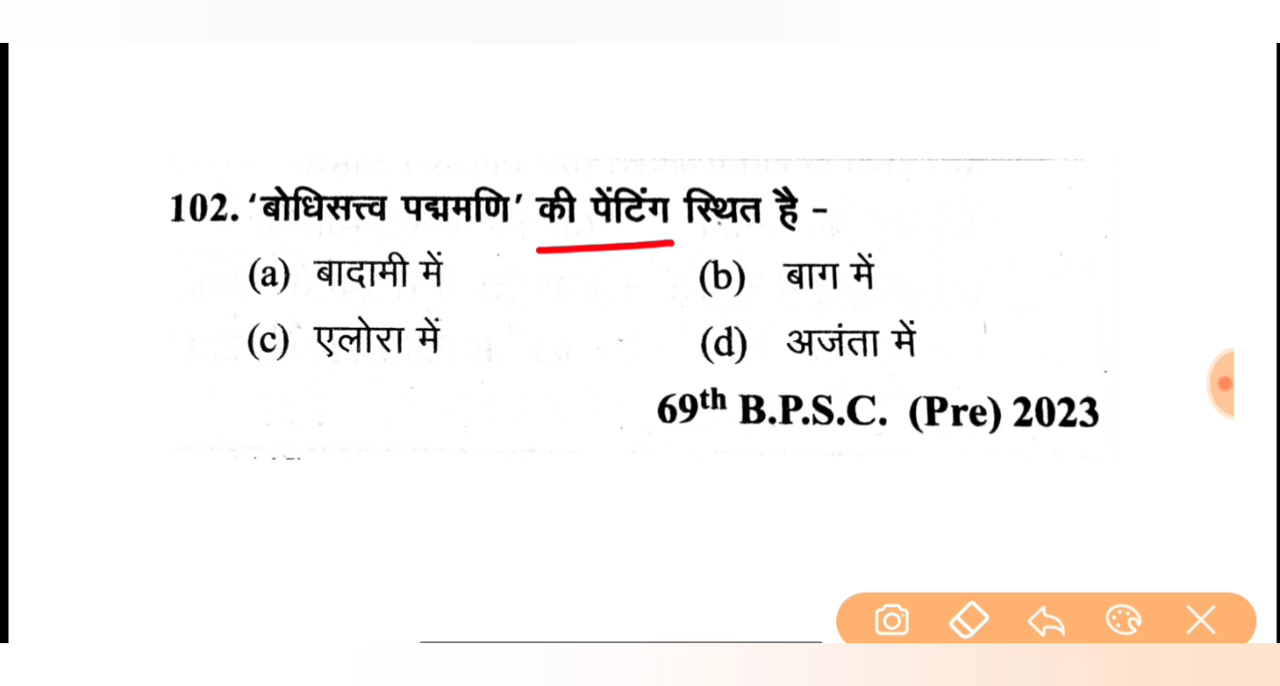 102. ‘बोधिसत्त्व पद्ममणि’ की पेंटिंग स्थित है –
(a) बादामी में (b) बाग में
(c) एलोरा में (d) अजंता में
69th B.P.S.C. (Pre) 2023